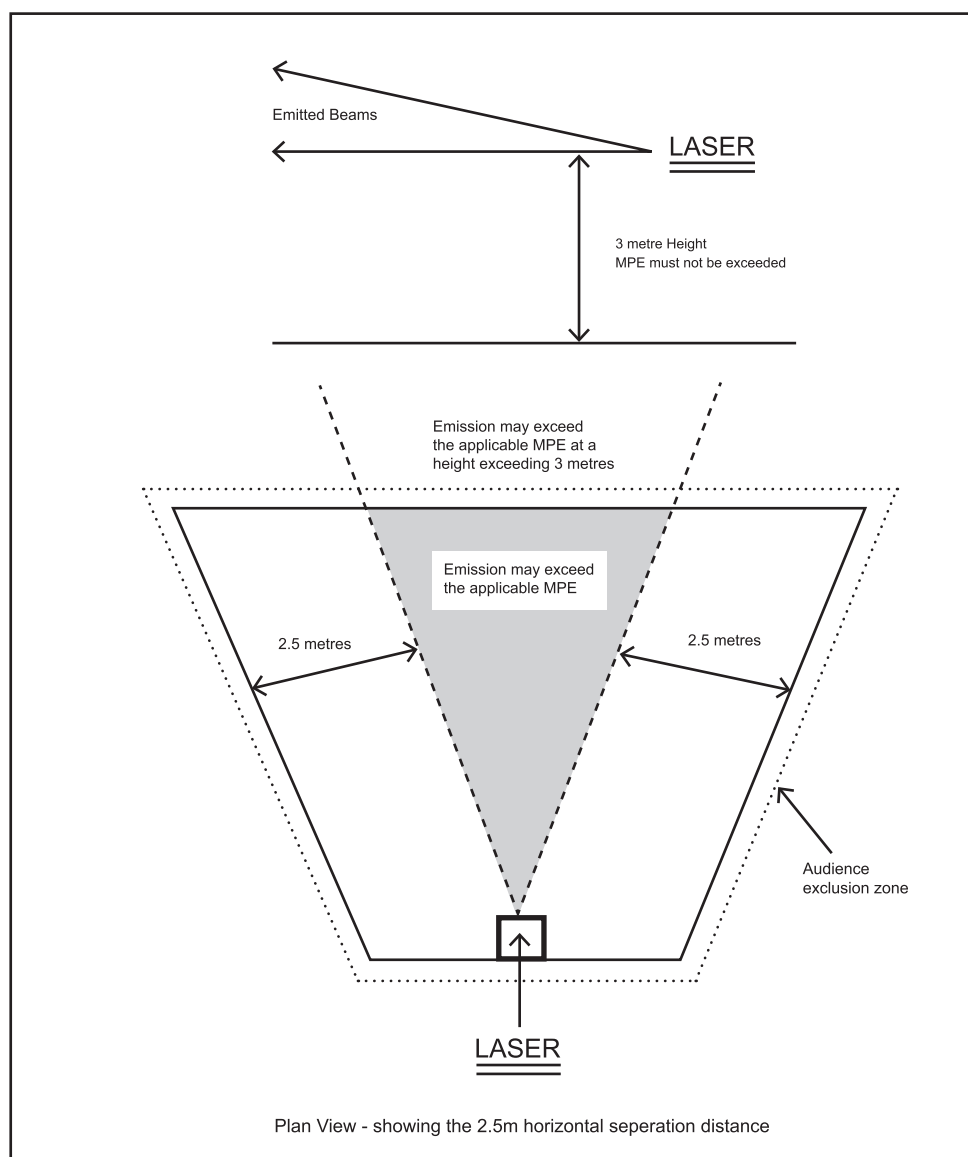 Emitted Beams
LASER
3 metre Height
MPE must not be exceeded
Emission may exceed
the applicable MPE at a
height exceeding 3 metres
Emission may exceed
the applicable MPE
2.5 metres
2.5 metres
Audience
exclusion zone
LASER
Plan View - showing the 2.5m horizontal seperation distance